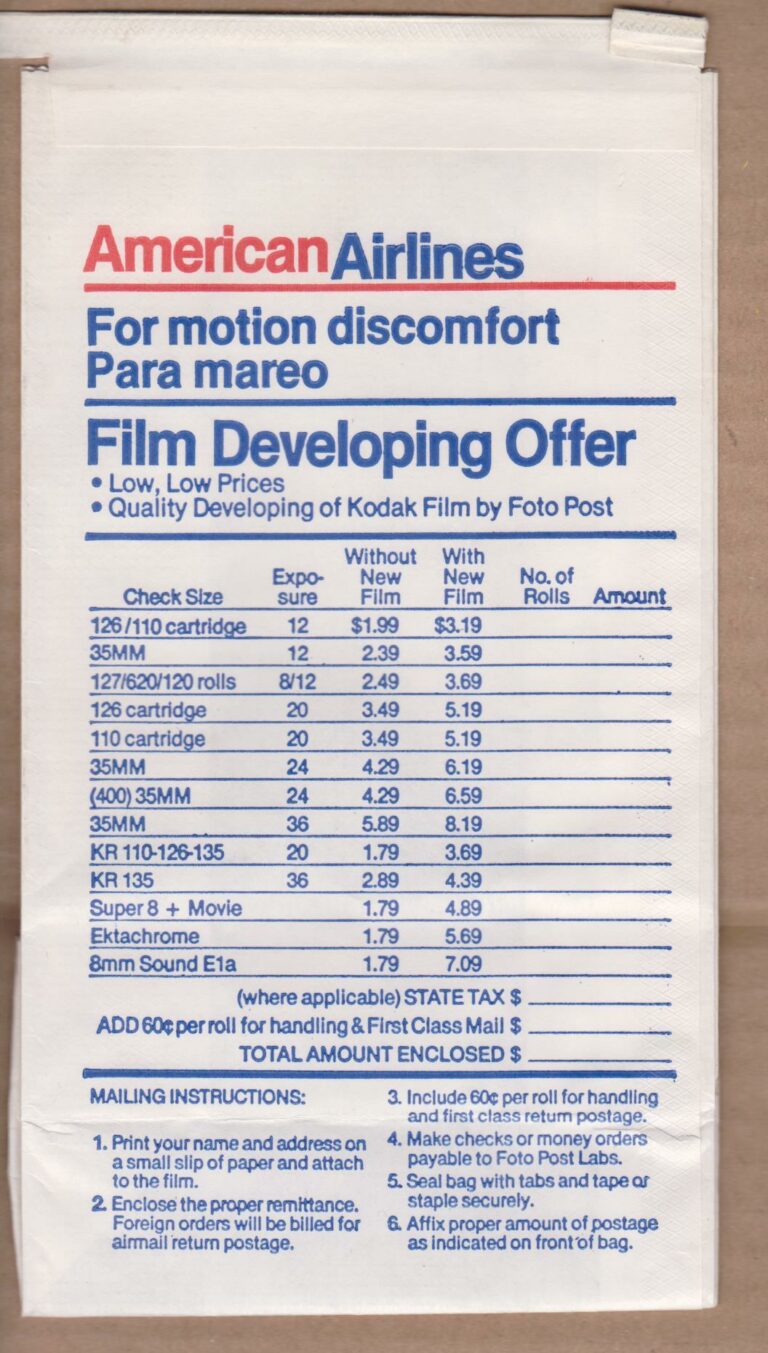 American Airlines
For motion discomfort
Para mareo
Film Developing Offer
• Low, Low Prices
• Quality Developing of Kodak Film by Foto Post
Check Size Expo-sure Without New Film With New Film No. of Rolls Amount
126/110 cartridge 12 $1.99 $3.19
35MM 12 2.39 3.59
127/620/120 rolls 8/12 2.49 3.69
126 cartridge 20 3.49 5.19
110 cartridge 20 3.49 5.19
35MM 24 4.29 6.19
(400) 35MM 24 4.29 6.59
35MM 36 5.89 8.19
KR 110-126-135 20 1.79 3.69
KR 135 36 2.89 4.39
Super 8 + Movie 1.79 4.89
Ektachrome 1.79 5.69
8mm Sound E1a 1.79 7.09
(where applicable) STATE TAX $
ADD 60¢ per roll for handling & First Class Mail $
TOTAL AMOUNT ENCLOSED $
MAILING INSTRUCTIONS:
1. Print your name and address on
a small slip of paper and attach
to the film.
2. Enclose the proper remittance.
Foreign orders will be billed for
airmail return postage.
3. Include 60¢ per roll for handling
and first class return postage.
4. Make checks or money orders
payable to Foto Post Labs.
5. Seal bag with tabs and tape or
staple securely.
6. Affix proper amount of postage
as indicated on front of bag.